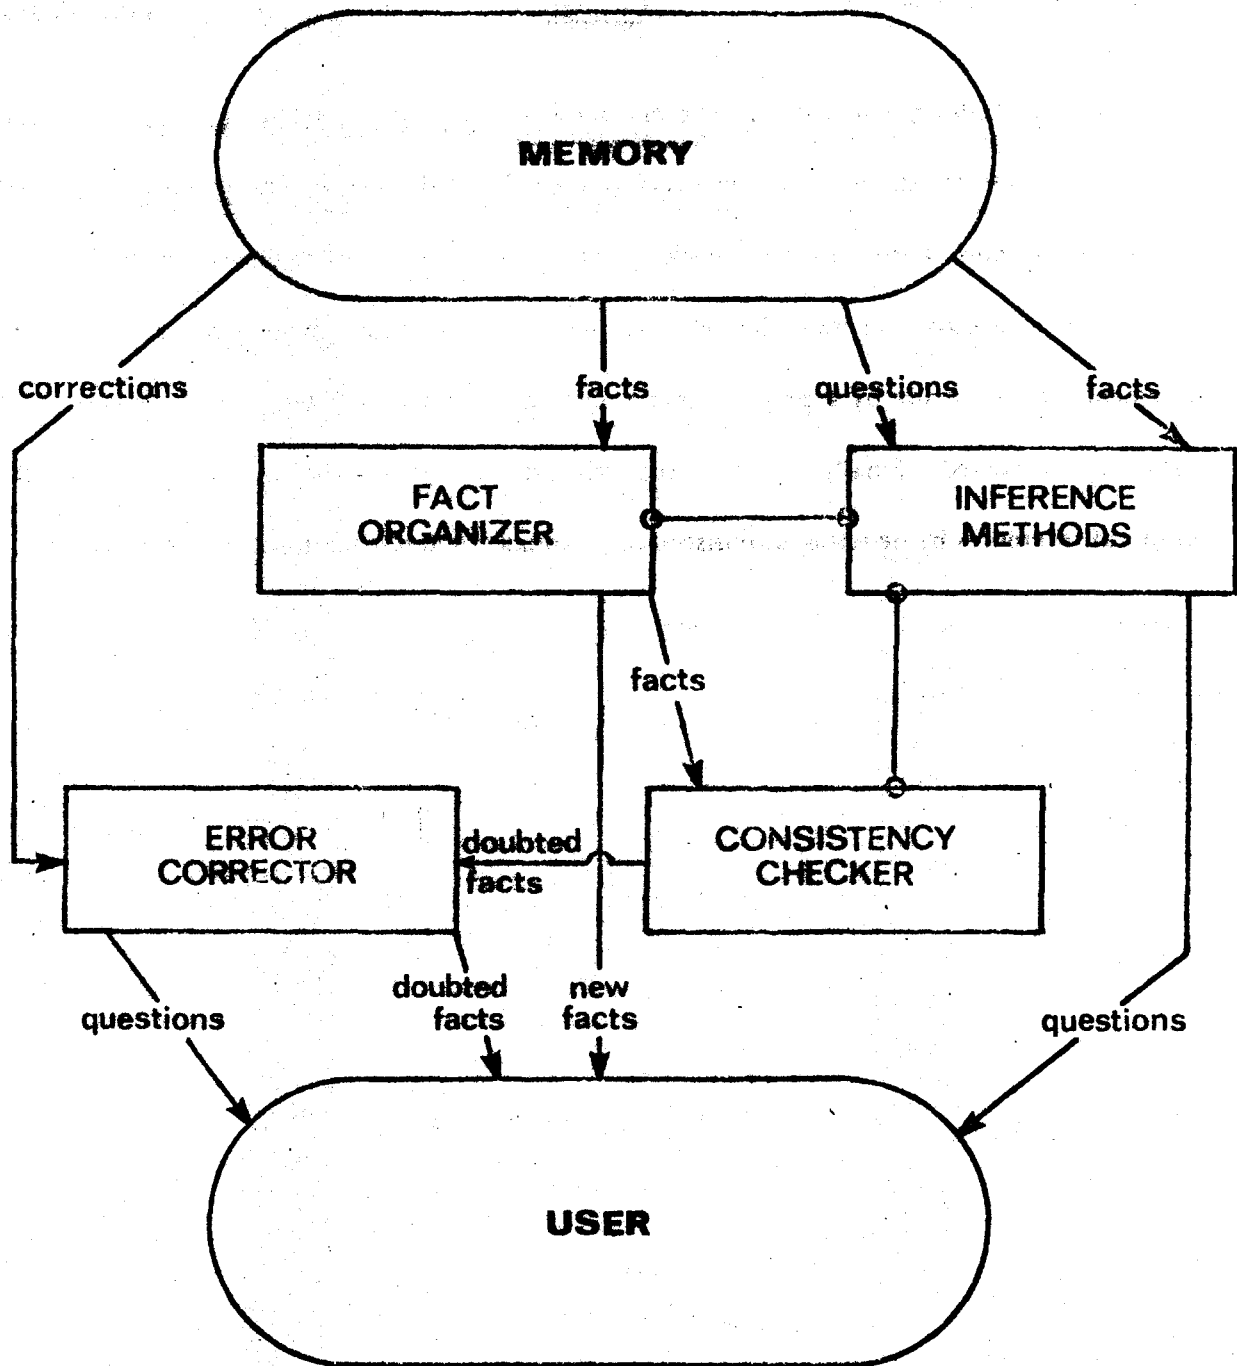 MEMORY
corrections
facts
questions
facts
FACT
ORGANIZER
INFERENCE
METHODS
facts
ERROR
CORRECTOR
doubted
facts
CONSISTENCY
CHECKER
doubted
facts
new
facts
questions
questions
USER